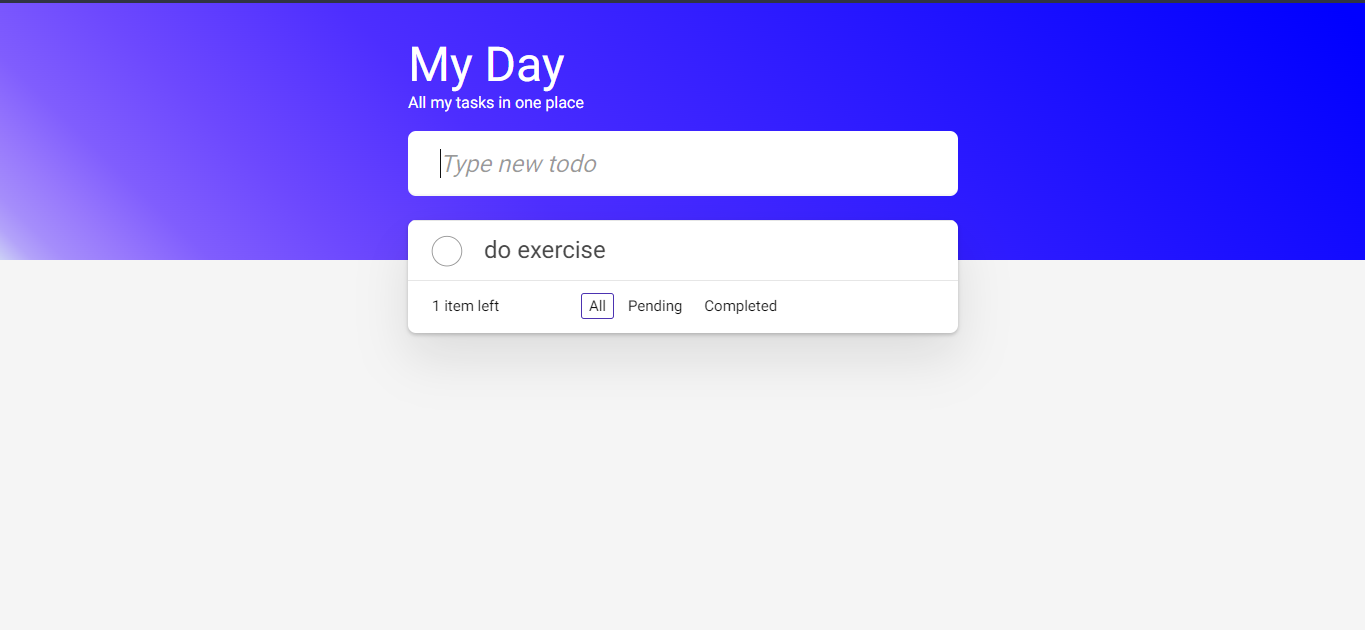 My Day
All my tasks in one place
Type new todo
do exercise
1 item left All Pending Completed